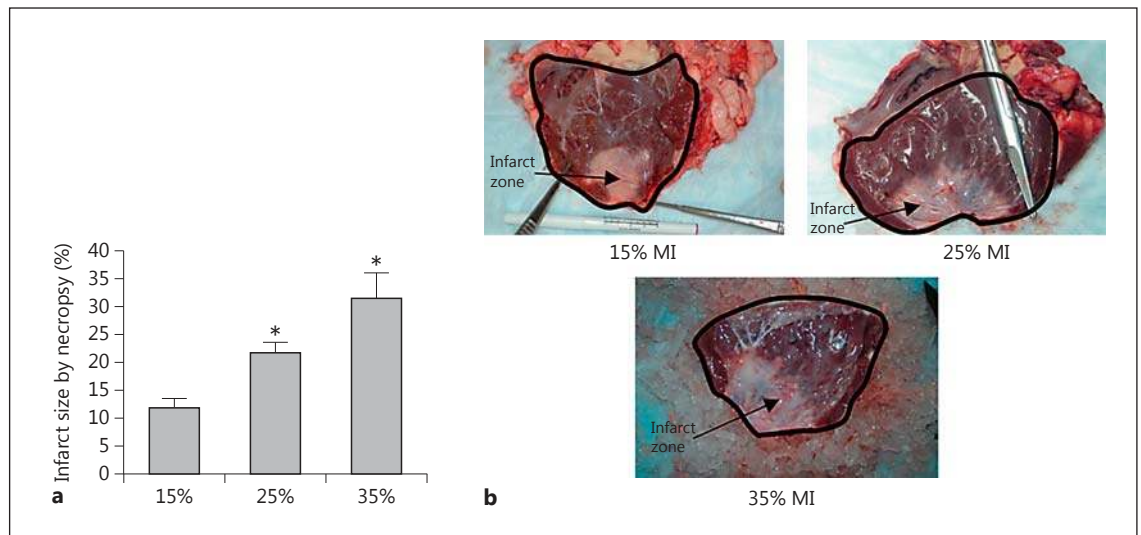 Infarct size by necropsy (%)
40
35
30
25
20
15
10
5
0
*
*
15%
25%
35%
a
Infarct
zone
15% MI
Infarct
zone
25% MI
Infarct
zone
35% MI
b